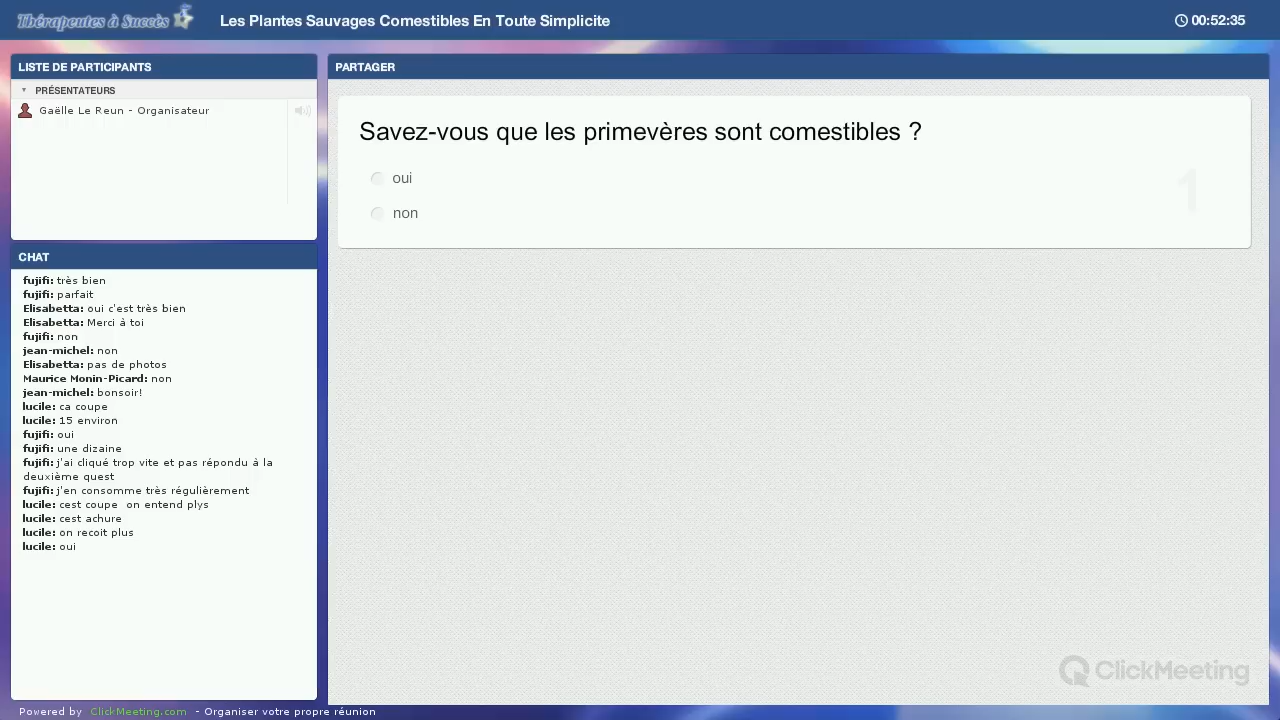 Thérapeutes à Succès
Les Plantes Sauvages Comestibles En Toute Simplicite
00:52:35
LISTE DE PARTICIPANTS
PRÉSENTATEURS
Gaëlle Le Reun - Organisateur
CHAT
fujifi: très bien
fujifi: parfait
Elisabetta: oui c'est très bien
Elisabetta: Merci à toi
fujifi: non
jean-michel: non
Elisabetta: pas de photos
Maurice Monin-Picard: non
jean-michel: bonsoir!
lucile: ca coupe
lucile: 15 environ
fujifi: oui
fujifi: une dizaine
fujifi: j'ai cliqué trop vite et pas répondu à la
deuxième quest
fujifi: j'en consomme très régulièrement
lucile: cest coupe  on entend plys
lucile: cest achure
lucile: on recoit plus
lucile: oui
PARTAGER
Savez-vous que les primevères sont comestibles ?
oui
non
1
ClickMeeting
Powered by ClickMeeting.com - Organiser votre propre réunion